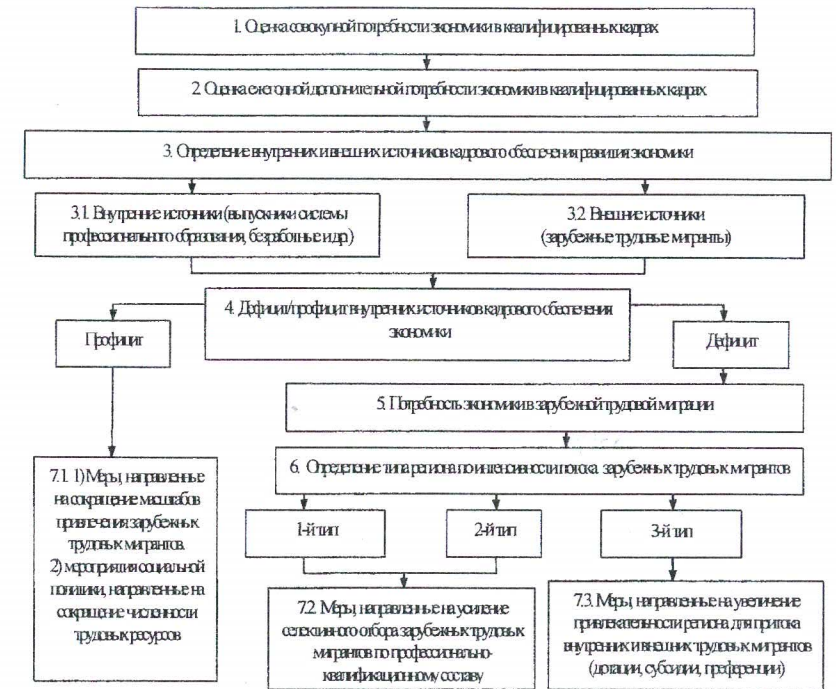 1. Оценка совокупной потребности экономики в квалифицированных кадрах
2. Оценка ежегодной дополнительной потребности экономики в квалифицированных кадрах
3. Определение внутренних и внешних источников кадрового обеспечения развития экономики
3.1. Внутренние источники (выпускники системы
профессионального образования, безработные и др.)
3.2. Внешние источники
(зарубежные трудовые мигранты)
4. Дефицит/профицит внутренних источников кадрового обеспечения
экономики
Профицит
Дефицит
5. Потребность экономики в зарубежной трудовой миграции
6. Определение типа региона по интенсивности потока зарубежных трудовых мигрантов
1-й тип
2-й тип
3-й тип
7.1. 1) Меры, направленные
на сокращение масштабов
привлечения зарубежных
трудовых мигрантов.
2) мероприятия социальной
политики, направленные на
сокращение численности
трудовых ресурсов
7.2. Меры, направленные на усиление
селективного отбора зарубежных трудовых
мигрантов по профессионально-
квалификационному составу
7.3. Меры, направленные на увеличение
привлекательности региона для притока
внутренних и внешних трудовых мигрантов
(дотации, субсидии, преференции)